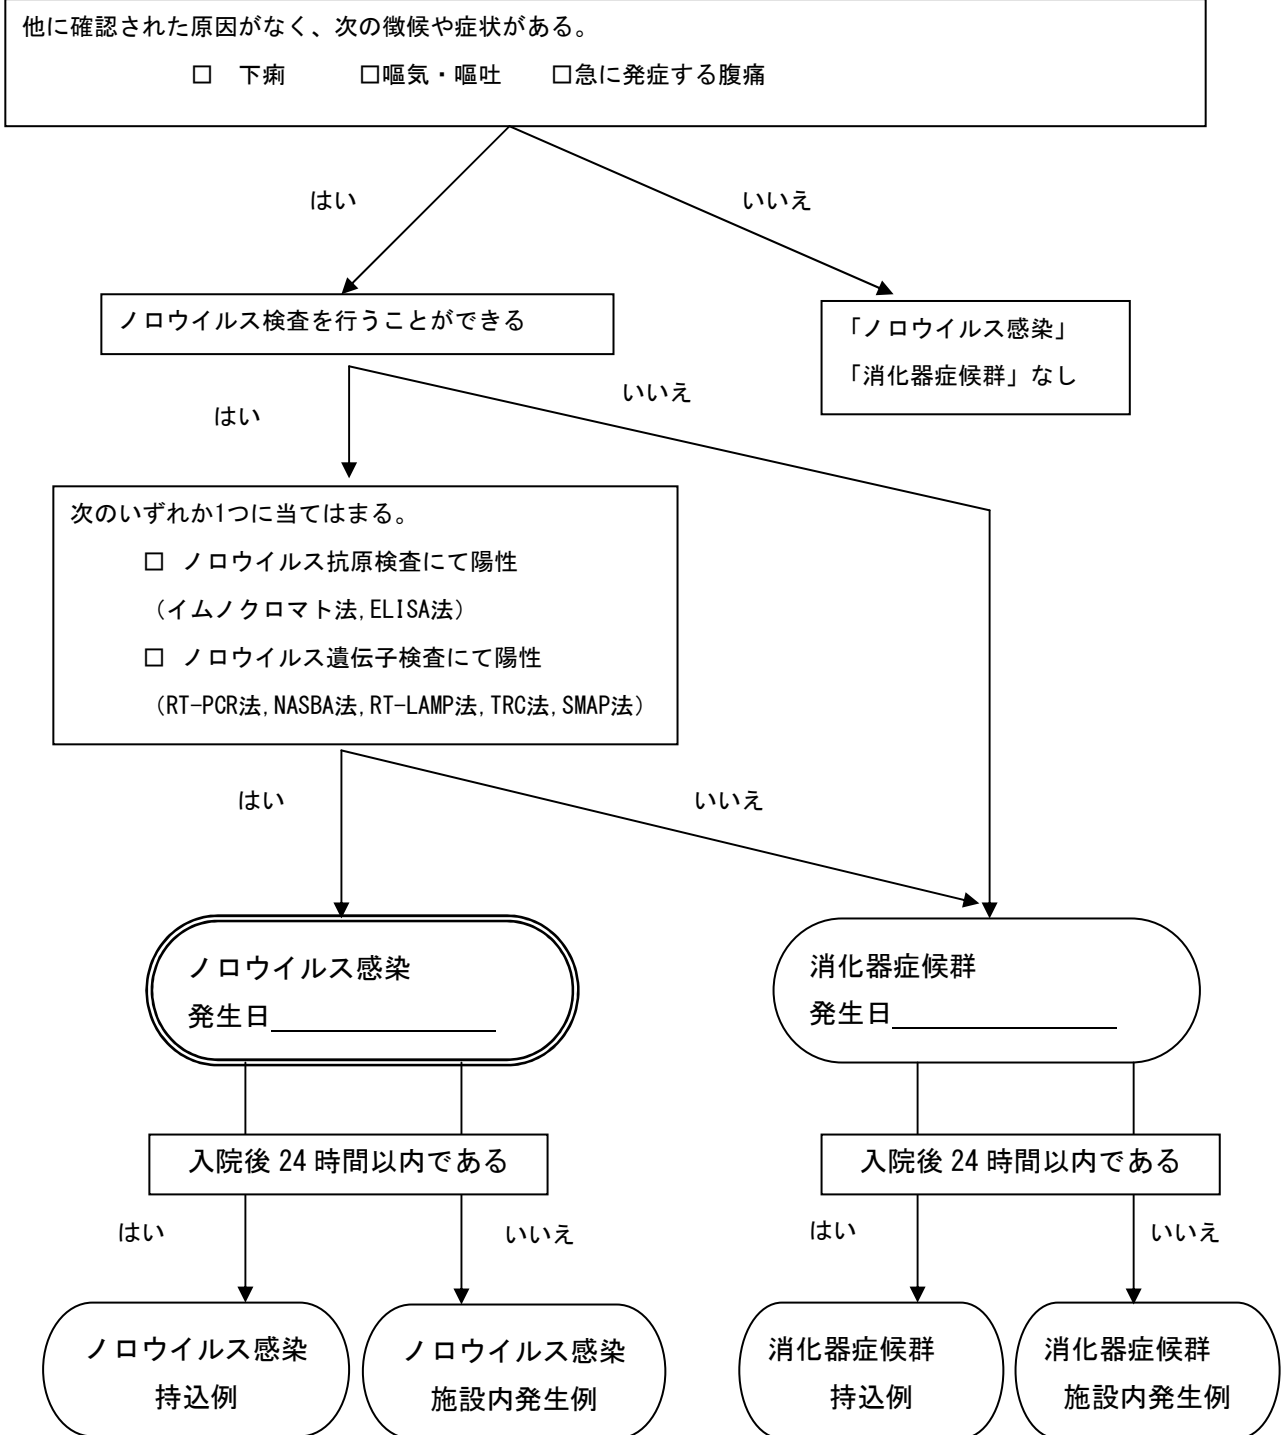 他に確認された原因がなく、次の徴候や症状がある。
□ 下痢 □嘔気・嘔吐 □急に発症する腹痛
はい
いいえ
ノロウイルス検査を行うことができる
「ノロウイルス感染」
「消化器症候群」なし
はい
いいえ
次のいずれか1つに当てはまる。
□ ノロウイルス抗原検査にて陽性
（イムノクロマト法,ELISA法）
□ ノロウイルス遺伝子検査にて陽性
（RT-PCR法,NASBA法,RT-LAMP法,TRC法,SMAP法）
はい
いいえ
ノロウイルス感染
発生日
消化器症候群
発生日
入院後 24 時間以内である
入院後 24 時間以内である
はい
いいえ
はい
いいえ
ノロウイルス感染
持込例
ノロウイルス感染
施設内発生例
消化器症候群
持込例
消化器症候群
施設内発生例